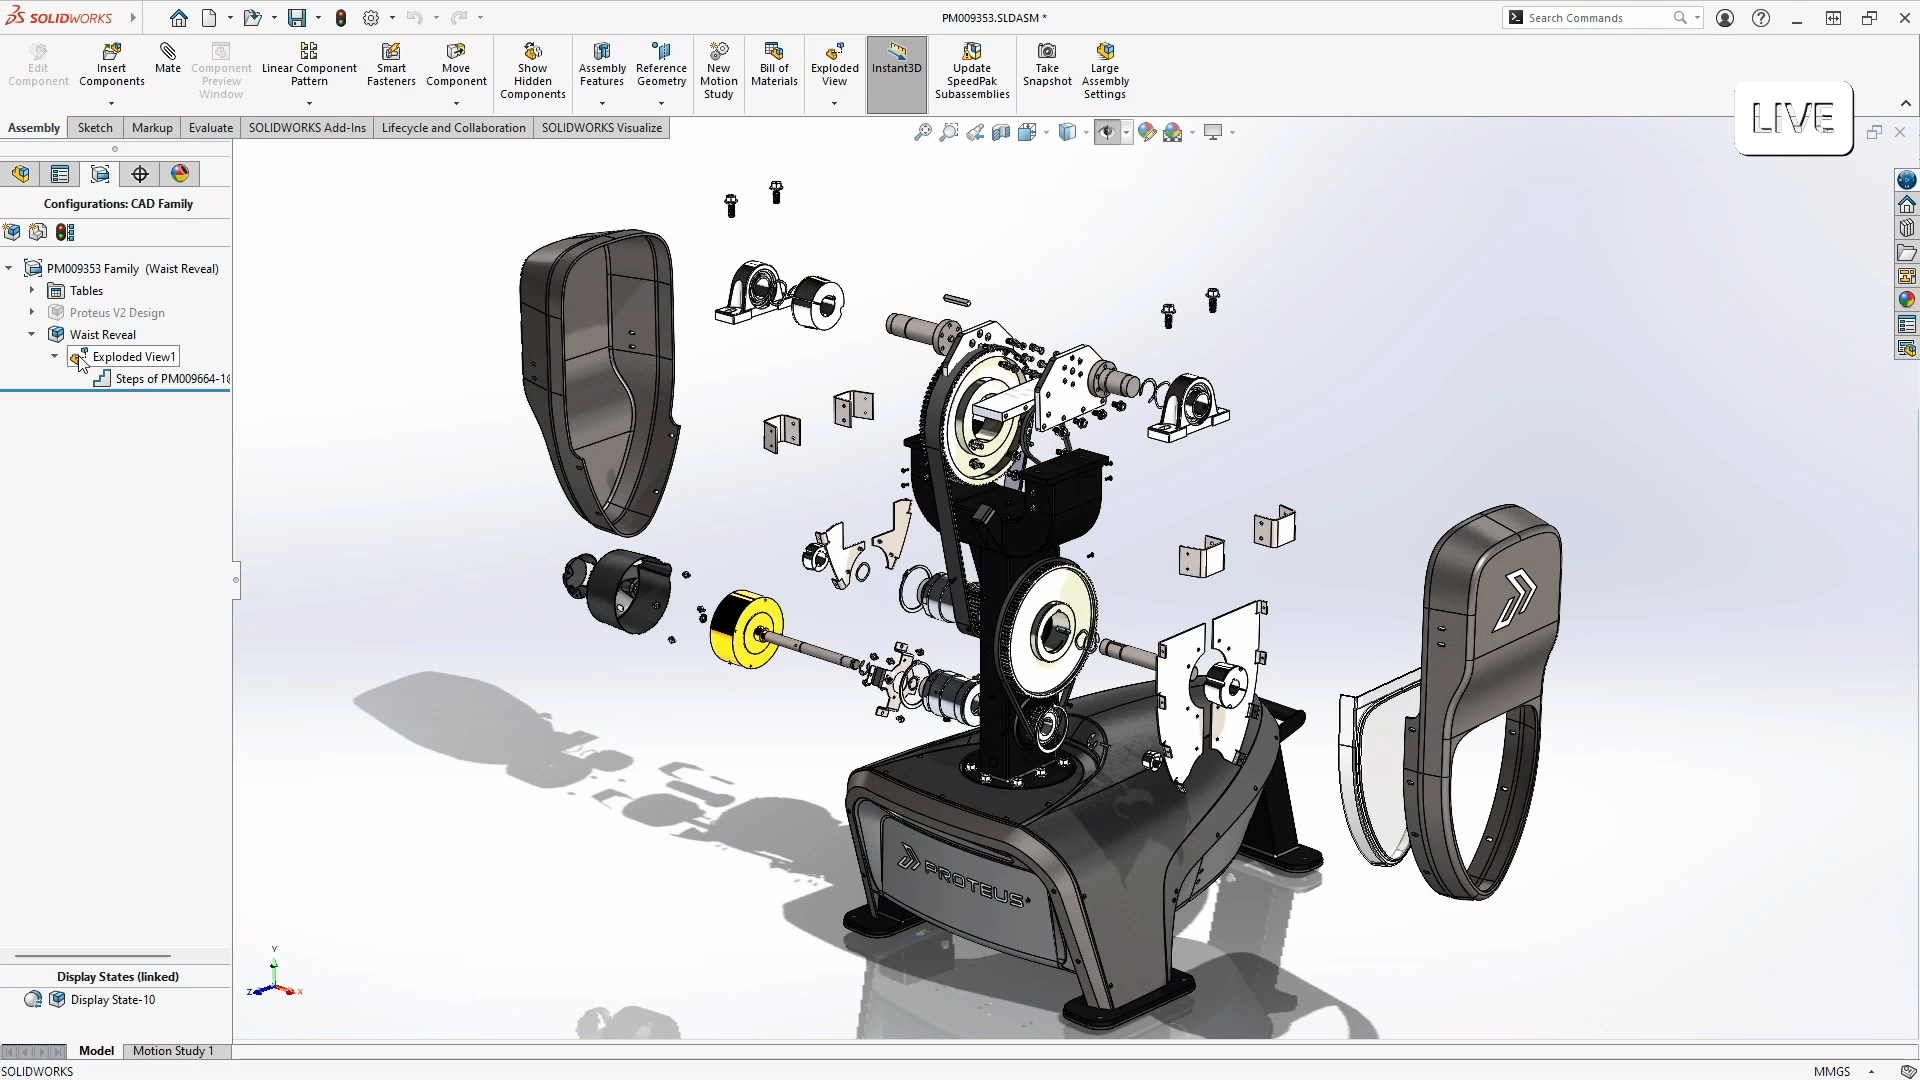 SOLIDWORKS
PM009353.SLDASM *
Search Commands
Edit Component
Insert Components
Mate
Component Preview Window
Linear Component Pattern
Smart Fasteners
Move Component
Show Hidden Components
Assembly Features
Reference Geometry
New Motion Study
Bill of Materials
Exploded View
Instant3D
Update SpeedPak Subassemblies
Take Snapshot
Large Assembly Settings
LIVE
Assembly
Sketch
Markup
Evaluate
SOLIDWORKS Add-Ins
Lifecycle and Collaboration
SOLIDWORKS Visualize
Configurations: CAD Family
PM009353 Family (Waist Reveal)
Tables
Proteus V2 Design
Waist Reveal
Exploded View1
Steps of PM009664-1
PROTEUS
Y
Z
X
Display States (linked)
Display State-10
Model
Motion Study 1
SOLIDWORKS
MMGS